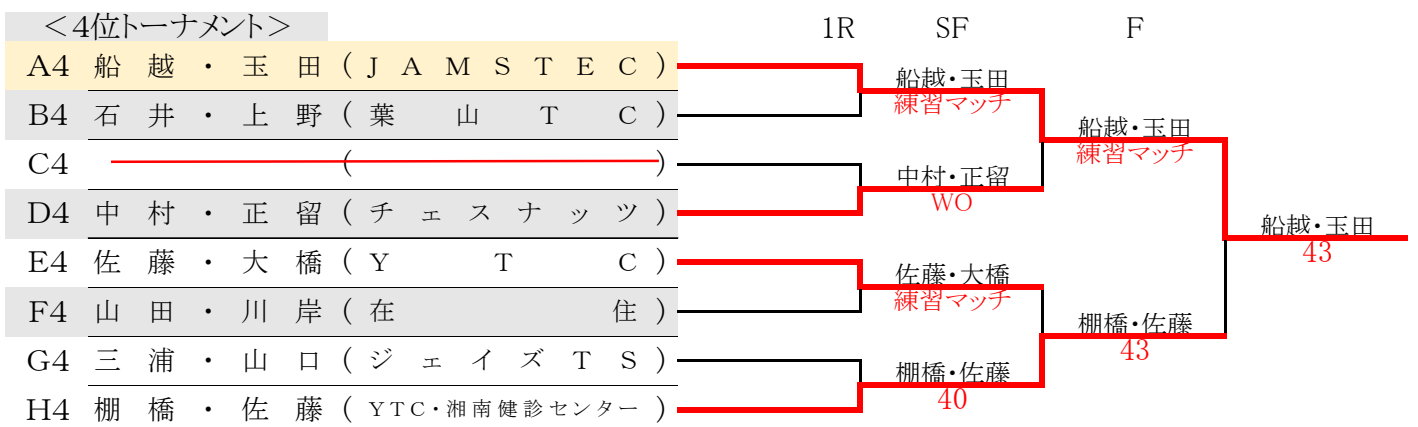 ＜4位トーナメント＞ 1R SF F
A4 船越・玉田(JAMSTEC)
船越・玉田
練習マッチ
B4 石井・上野(葉山TC)
船越・玉田
練習マッチ
C4 ( )
中村・正留
WO
D4 中村・正留(チェスナッツ)
船越・玉田
43
E4 佐藤・大橋(YTC)
佐藤・大橋
練習マッチ
F4 山田・川岸(在住)
棚橋・佐藤
43
G4 三浦・山口(ジェイズTS)
棚橋・佐藤
40
H4 棚橋・佐藤(YTC・湘南健診センター)